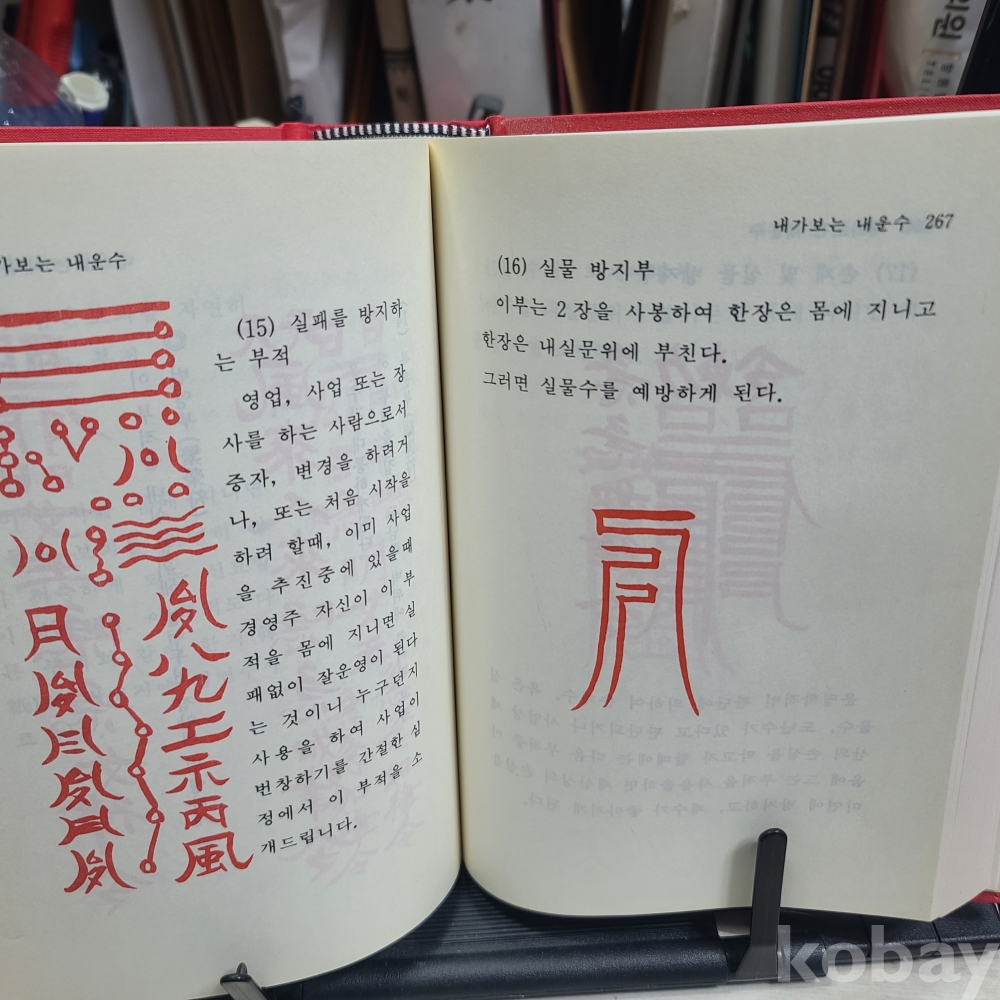 가보는 내운수
(15) 실패를 방지하
는 부적
영업, 사업 또는 장
사를 하는 사람으로서
증자, 변경을 하려거
나, 또는 처음 시작을
하려 할때, 이미 사업
을 추진중에 있을때
경영주 자신이 이 부
적을 몸에 지니면 실
패없이 잘운영이 된다
는 것이니 누구던지
사용을 하여 사업이
번창하기를 간절한 심
정에서 이 부적을 소
개드립니다.
月
八九工示丙風
내가보는 내운수 267
(16) 실물 방지부
이부는 2장을 사봉하여 한장은 몸에 지니고
한장은 내실문위에 부친다.
그러면 실물수를 예방하게 된다.
kobay